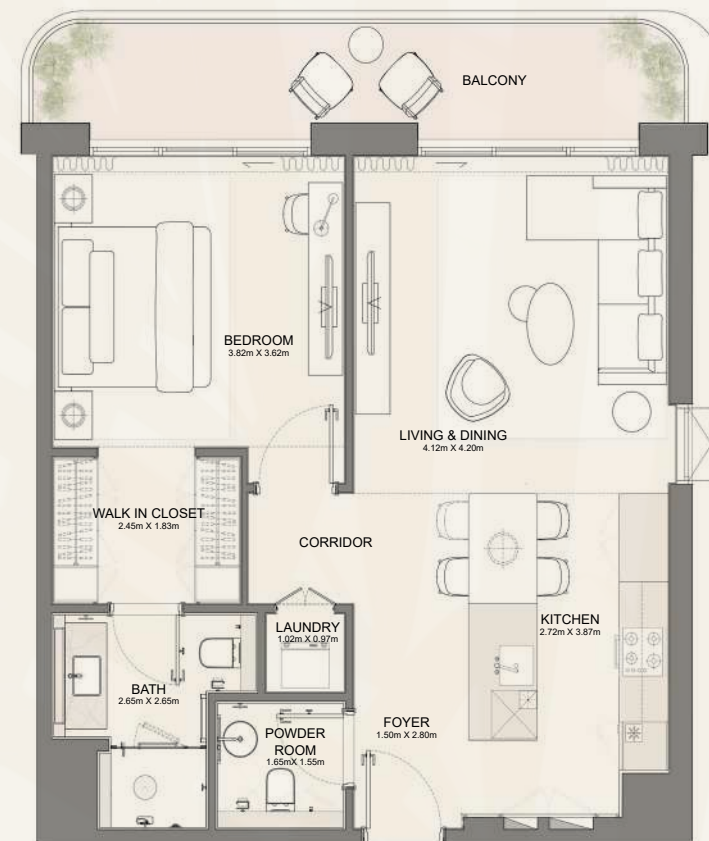 BALCONY
BEDROOM
3.82m X 3.62m
LIVING & DINING
4.12m X 4.20m
WALK IN CLOSET
2.45m X 1.83m
CORRIDOR
LAUNDRY
1.02m X 0.97m
KITCHEN
2.72m X 3.87m
BATH
2.65m X 2.65m
FOYER
1.50m X 2.80m
POWDER
ROOM
1.65mX 1.55m